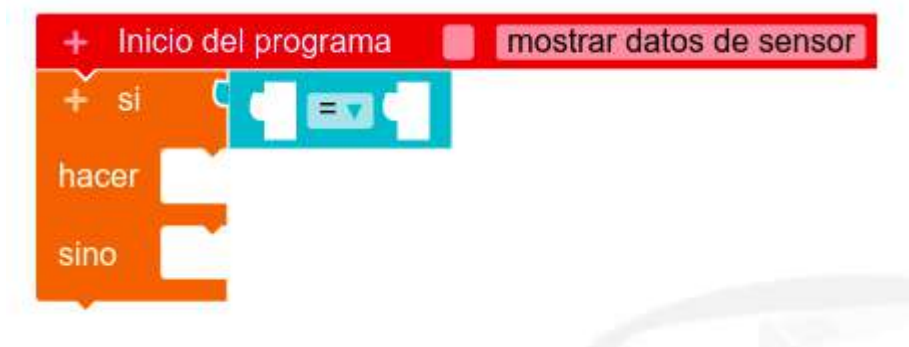 + Inicio del programa mostrar datos de sensor
+ si = ▾
hacer
sino